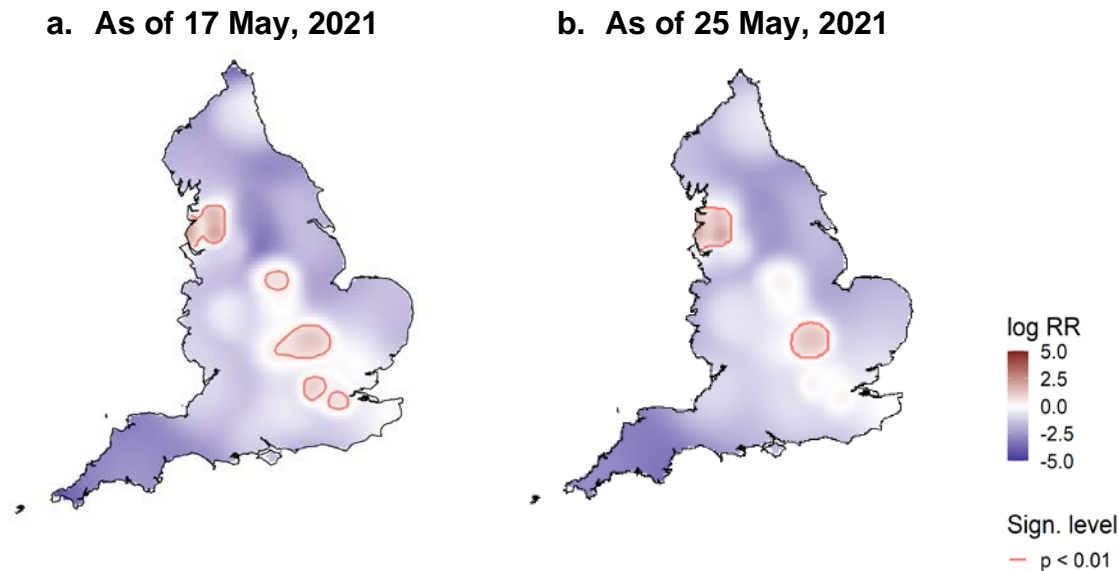 a. As of 17 May, 2021
b. As of 25 May, 2021
log RR
5.0
2.5
0.0
-2.5
-5.0
Sign. level
p < 0.01